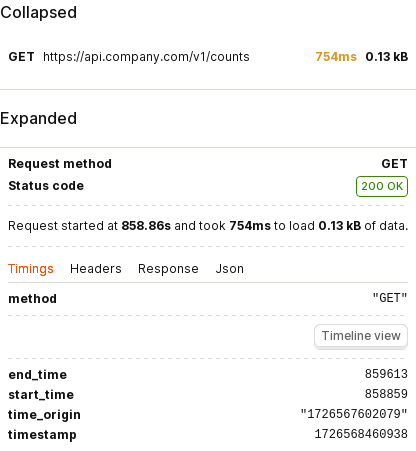 Collapsed
GET https://api.company.com/v1/counts 754ms 0.13 kB
Expanded
Request method GET
Status code 200 OK
Request started at 858.86s and took 754ms to load 0.13 kB of data.
Timings Headers Response Json
method "GET"
Timeline view
end_time 859613
start_time 858859
time_origin "1726567602079"
timestamp 1726568460938